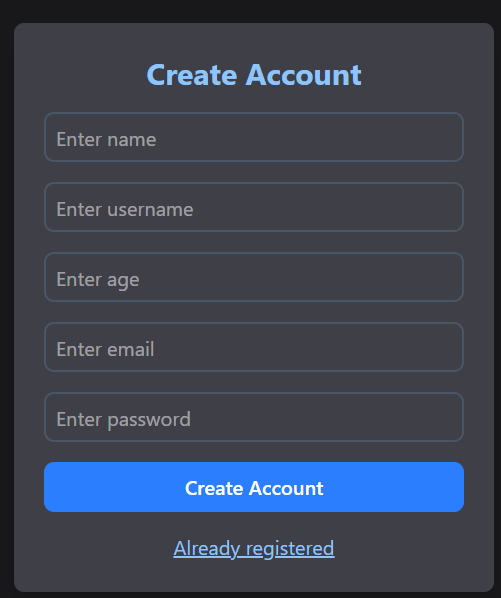 Create Account
Enter name
Enter username
Enter age
Enter email
Enter password
Create Account
Already registered